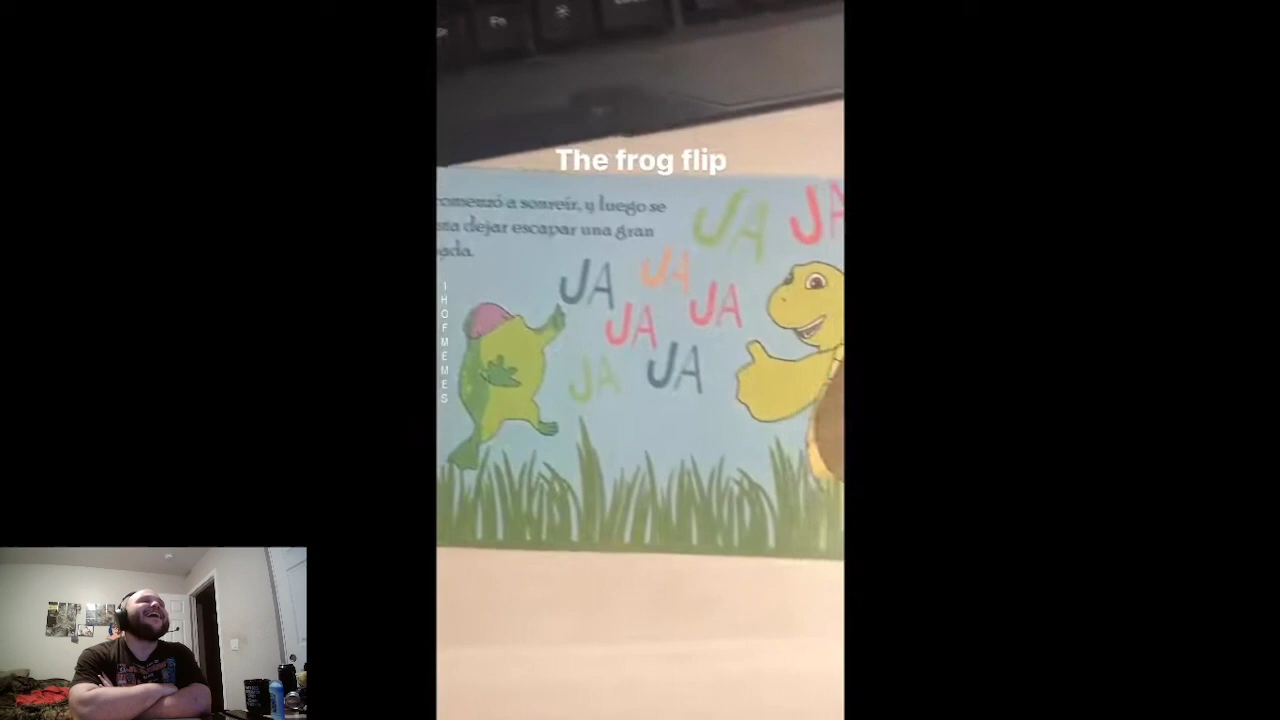 Fn
The frog flip
comenzó a sonreír, y luego se
dejar escapar una gran
JA JA
JA JA
JA JA
JA JA
IHOFMEMES